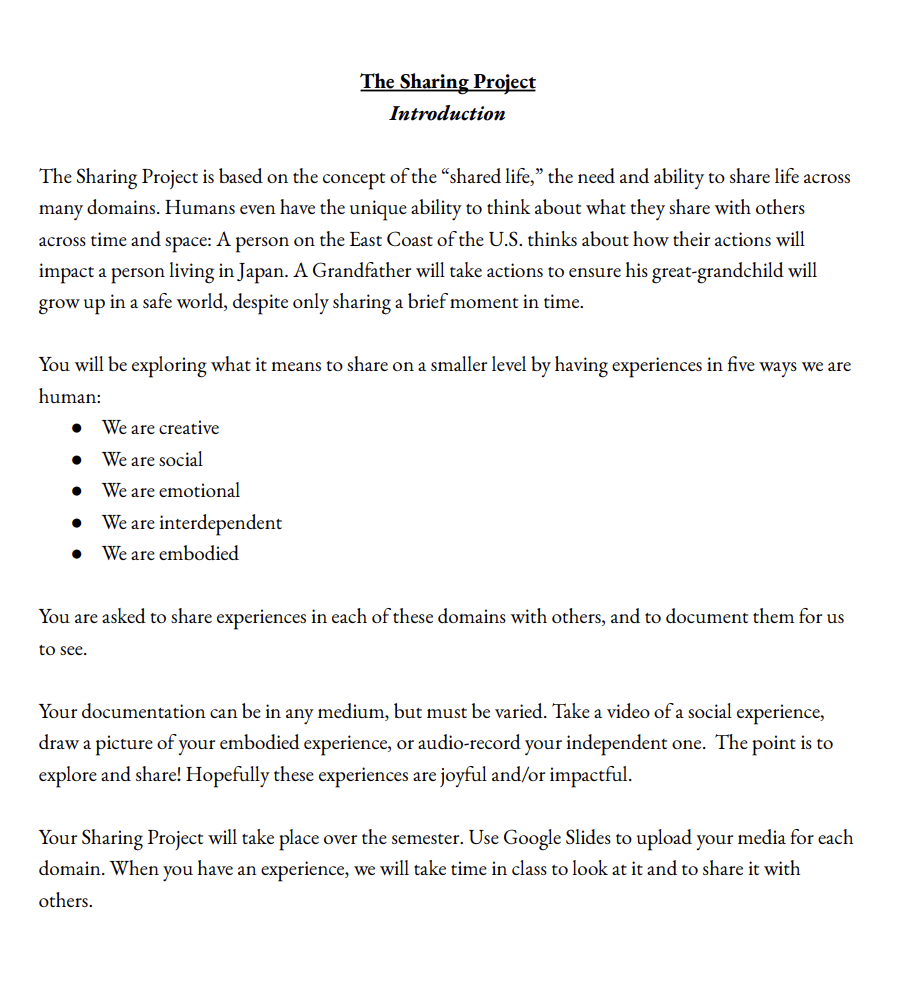 The Sharing Project
Introduction
The Sharing Project is based on the concept of the “shared life,” the need and ability to share life across
many domains. Humans even have the unique ability to think about what they share with others
across time and space: A person on the East Coast of the U.S. thinks about how their actions will
impact a person living in Japan. A Grandfather will take actions to ensure his great-grandchild will
grow up in a safe world, despite only sharing a brief moment in time.
You will be exploring what it means to share on a smaller level by having experiences in five ways we are
human:
● We are creative
● We are social
● We are emotional
● We are interdependent
● We are embodied
You are asked to share experiences in each of these domains with others, and to document them for us
to see.
Your documentation can be in any medium, but must be varied. Take a video of a social experience,
draw a picture of your embodied experience, or audio-record your independent one.  The point is to
explore and share! Hopefully these experiences are joyful and/or impactful.
Your Sharing Project will take place over the semester. Use Google Slides to upload your media for each
domain. When you have an experience, we will take time in class to look at it and to share it with
others.